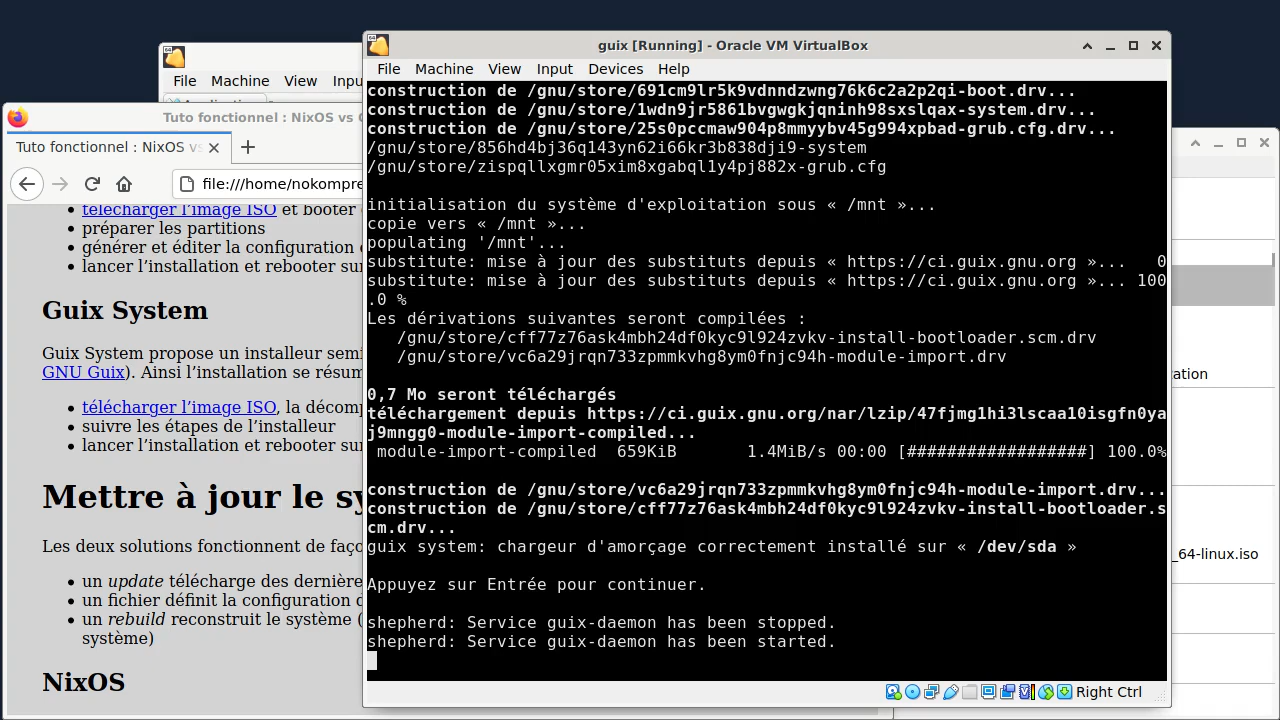 guix [Running] - Oracle VM VirtualBox
File Machine View Input Devices Help
construction de /gnu/store/691cm9lr5k9vdnndzwng76k6c2a2p2qi-boot.drv...
construction de /gnu/store/1wdn9jr5861bvgwgkjqninh98sxslqax-system.drv...
construction de /gnu/store/25s0pccmaw904p8mmyybv45g994xpbad-grub.cfg.drv...
/gnu/store/856hd4bj36q143yn62i66kr3b838dji9-system
/gnu/store/zispqllxgmr05xim8xgabql1y4pj882x-grub.cfg
initialisation du système d'exploitation sous « /mnt »...
copie vers « /mnt »...
populating '/mnt'...
substitute: mise à jour des substituts depuis « https://ci.guix.gnu.org »... 0
substitute: mise à jour des substituts depuis « https://ci.guix.gnu.org »... 100
.0 %
Les dérivations suivantes seront compilées :
/gnu/store/cff77z76ask4mbh24df0kyc9l924zvkv-install-bootloader.scm.drv
/gnu/store/vc6a29jrqn733zpmmkvhg8ym0fnjc94h-module-import.drv
0,7 Mo seront téléchargés
téléchargement depuis https://ci.guix.gnu.org/nar/lzip/47fjmg1hi3lscaa10isgfn0ya
j9mngg0-module-import-compiled...
module-import-compiled 659KiB 1.4MiB/s 00:00 [##################] 100.0%
construction de /gnu/store/vc6a29jrqn733zpmmkvhg8ym0fnjc94h-module-import.drv...
construction de /gnu/store/cff77z76ask4mbh24df0kyc9l924zvkv-install-bootloader.s
cm.drv...
guix system: chargeur d'amorçage correctement installé sur « /dev/sda »
Appuyez sur Entrée pour continuer.
shepherd: Service guix-daemon has been stopped.
shepherd: Service guix-daemon has been started.
Right Ctrl
File Machine View Inpu
Tuto fonctionnel : NixOS vs
Tuto fonctionnel : NixOS vs
file:///home/nokompre
télécharger l’image ISO et booter
préparer les partitions
générer et éditer la configuration
lancer l’installation et rebooter sur
Guix System
Guix System propose un installeur sem
GNU Guix). Ainsi l’installation se résum
télécharger l’image ISO, la décomp
suivre les étapes de l’installeur
lancer l’installation et rebooter sur
Mettre à jour le sy
Les deux solutions fonctionnent de faço
un update télécharge des dernière
un fichier définit la configuration d
un rebuild reconstruit le système (
système)
NixOS
ation
_64-linux.iso